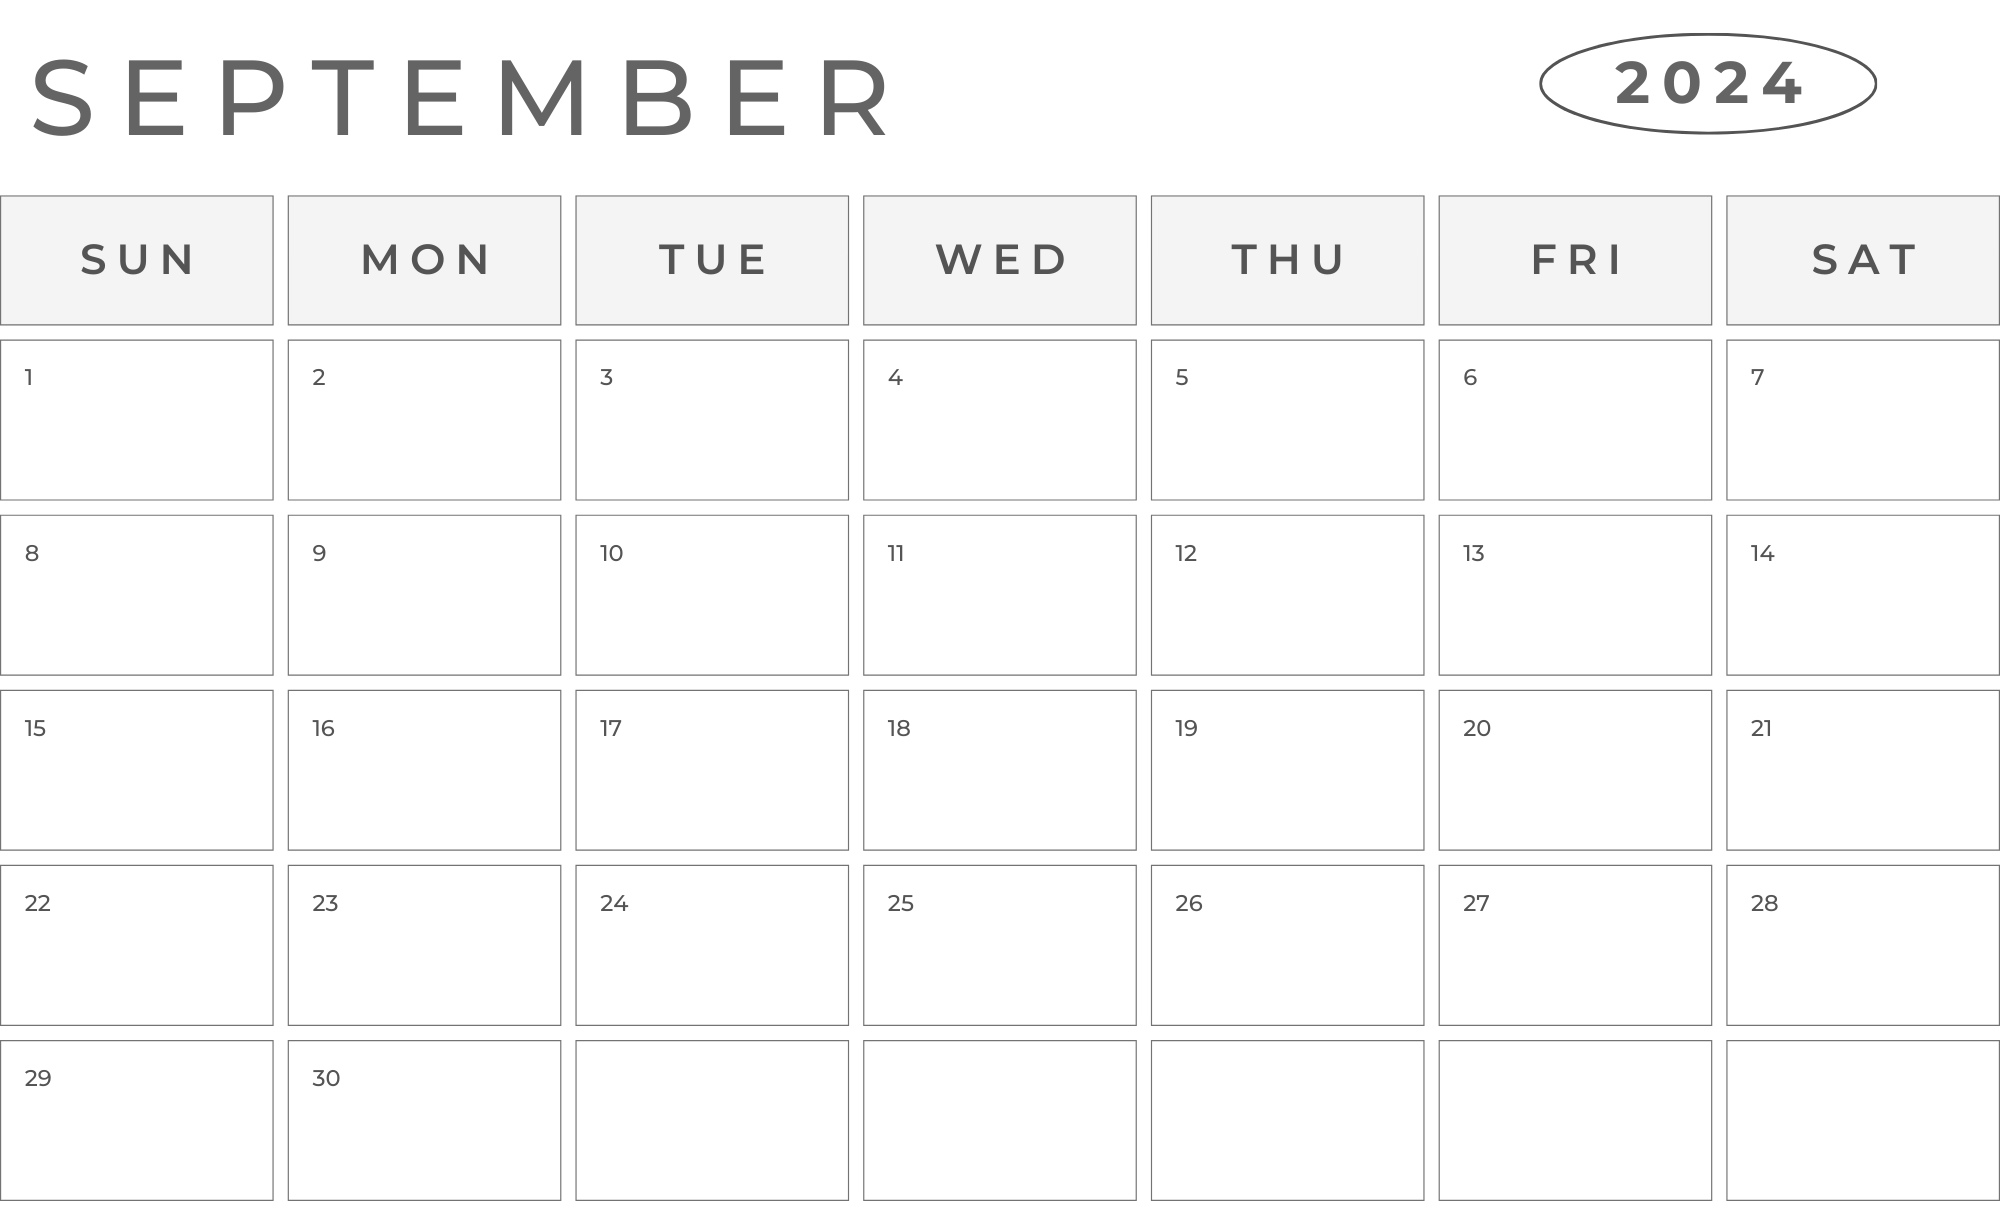 SEPTEMBER 2024
SUN MON TUE WED THU FRI SAT
1 2 3 4 5 6 7
8 9 10 11 12 13 14
15 16 17 18 19 20 21
22 23 24 25 26 27 28
29 30